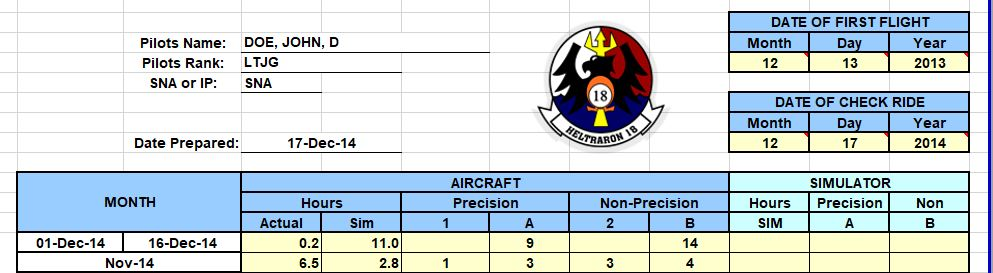 DATE OF FIRST FLIGHT
Pilots Name: DOE, JOHN, D Month Day Year
Pilots Rank: LTJG 12 13 2013
SNA or IP: SNA
18
HELTRARON 18
DATE OF CHECK RIDE
Month Day Year
Date Prepared: 17-Dec-14 12 17 2014
MONTH AIRCRAFT SIMULATOR
Hours Precision Non-Precision Hours Precision Non
Actual Sim 1 A 2 B SIM A B
01-Dec-14 16-Dec-14 0.2 11.0 9 14
Nov-14 6.5 2.8 1 3 3 4